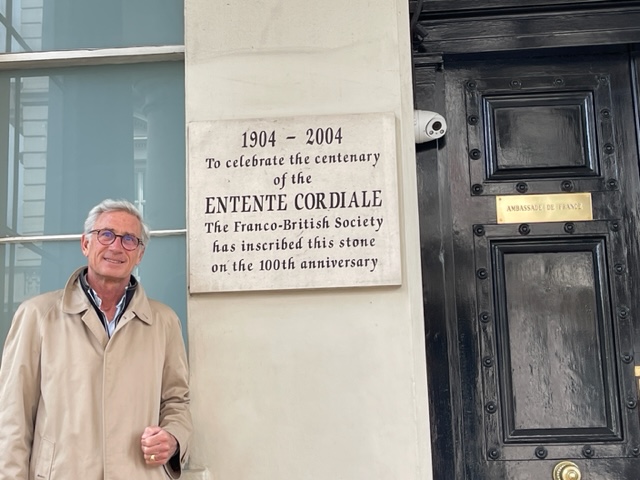 1904 – 2004
To celebrate the centenary
of the
ENTENTE CORDIALE
The Franco-British Society
has inscribed this stone
on the 100th anniversary
AMBASSADE DE FRANCE